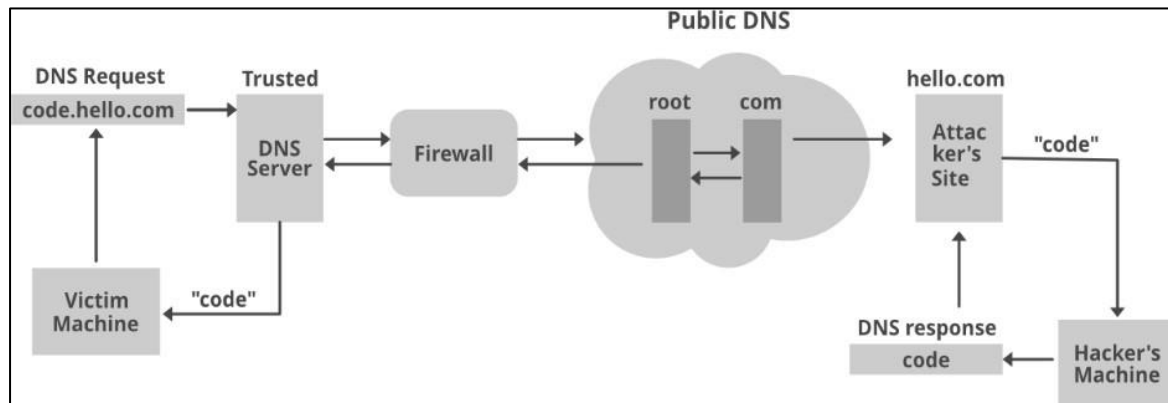 Public DNS
DNS Request
code.hello.com
Trusted
DNS
Server
Firewall
root
com
hello.com
Attac
ker's
Site
"code"
Victim
Machine
"code"
DNS response
code
Hacker's
Machine